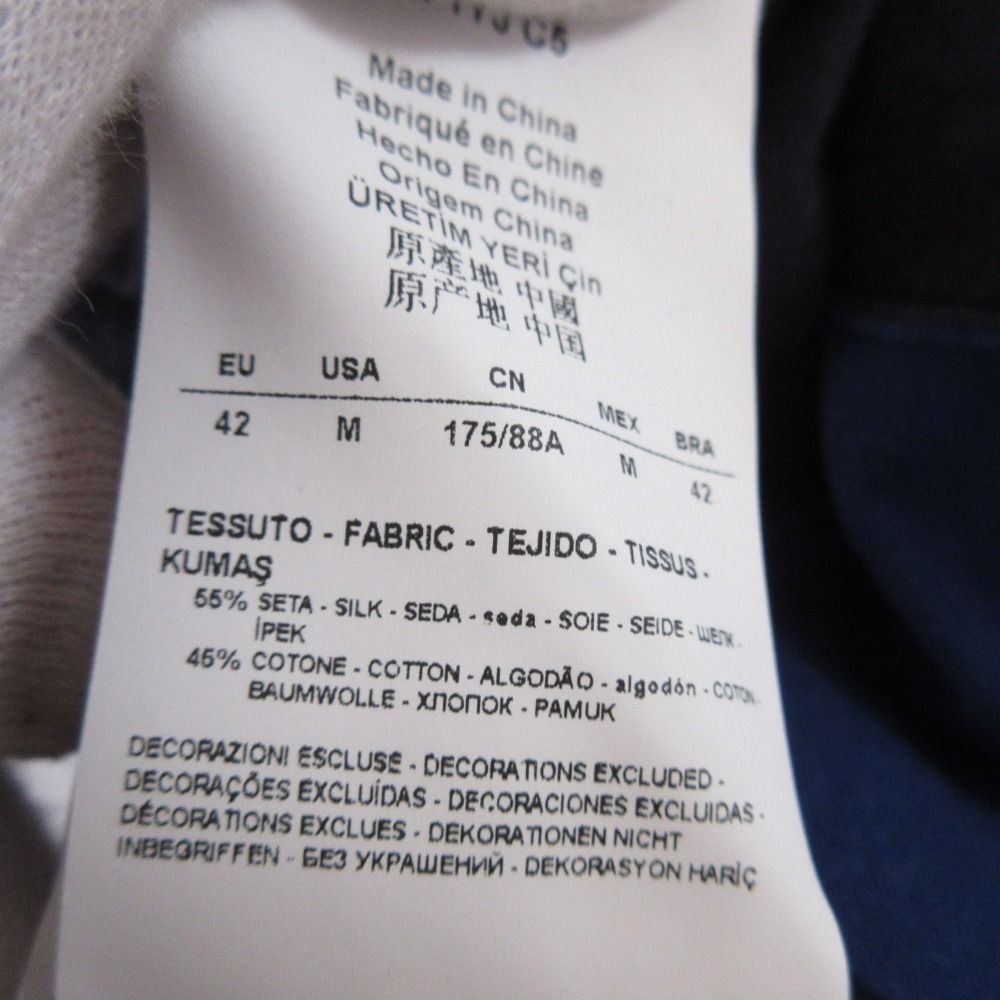 C5
Made in China
Fabriqué en Chine
Hecho En China
Origem China
ÜRETİM YERİ Çin
原產地 中國
原产地 中国
EU USA CN MEX BRA
42 M 175/88A M 42
TESSUTO - FABRIC - TEJIDO - TISSUS -
KUMAŞ
55% SETA - SILK - SEDA - seda - SOIE - SEIDE - ШЕЛК -
İPEK
45% COTONE - COTTON - ALGODÃO - algodón - COTON -
BAUMWOLLE - ХЛОПОК - PAMUK
DECORAZIONI ESCLUSE - DECORATIONS EXCLUDED -
DECORAÇÕES EXCLUÍDAS - DECORACIONES EXCLUIDAS -
DÉCORATIONS EXCLUES - DEKORATIONEN NICHT
INBEGRIFFEN - БЕЗ УКРАШЕНИЙ - DEKORASYON HARİÇ